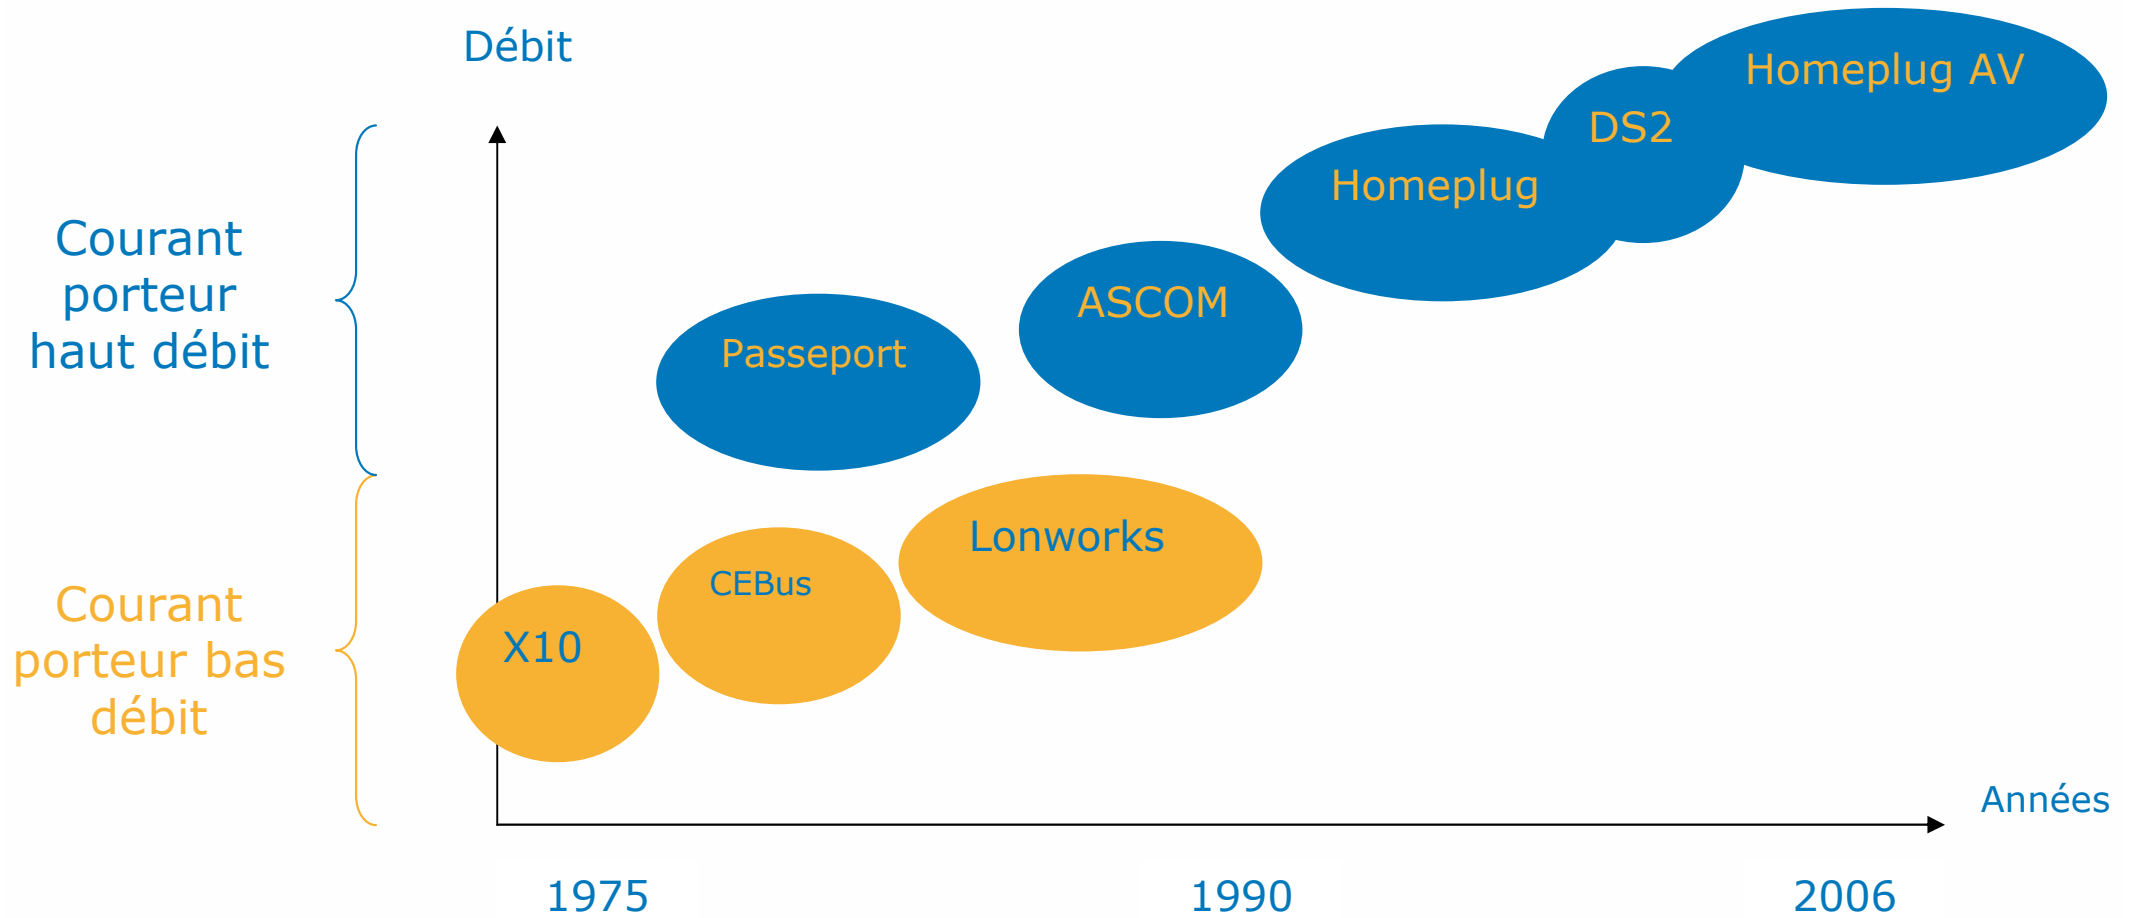 Débit
Homeplug AV
DS2
Homeplug
Courant
porteur
haut débit
ASCOM
Passeport
Lonworks
CEBus
Courant
porteur bas
débit
X10
Années
1975
1990
2006